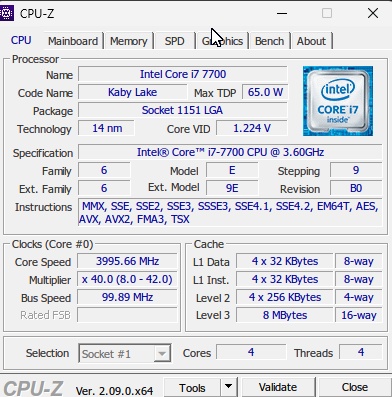 CPU-Z
CPU Mainboard Memory SPD Graphics Bench About
Processor
Name Intel Core i7 7700
Code Name Kaby Lake Max TDP 65.0 W
Package Socket 1151 LGA
Technology 14 nm Core VID 1.224 V
intel
CORE i7
inside
Specification Intel® Core™ i7-7700 CPU @ 3.60GHz
Family 6 Model E Stepping 9
Ext. Family 6 Ext. Model 9E Revision B0
Instructions MMX, SSE, SSE2, SSE3, SSSE3, SSE4.1, SSE4.2, EM64T, AES,
AVX, AVX2, FMA3, TSX
Clocks (Core #0)
Core Speed 3995.66 MHz
Multiplier x 40.0 (8.0 - 42.0)
Bus Speed 99.89 MHz
Rated FSB
Cache
L1 Data 4 x 32 KBytes 8-way
L1 Inst. 4 x 32 KBytes 8-way
Level 2 4 x 256 KBytes 4-way
Level 3 8 MBytes 16-way
Selection Socket #1 Cores 4 Threads 4
CPU-Z Ver. 2.09.0.x64 Tools Validate Close